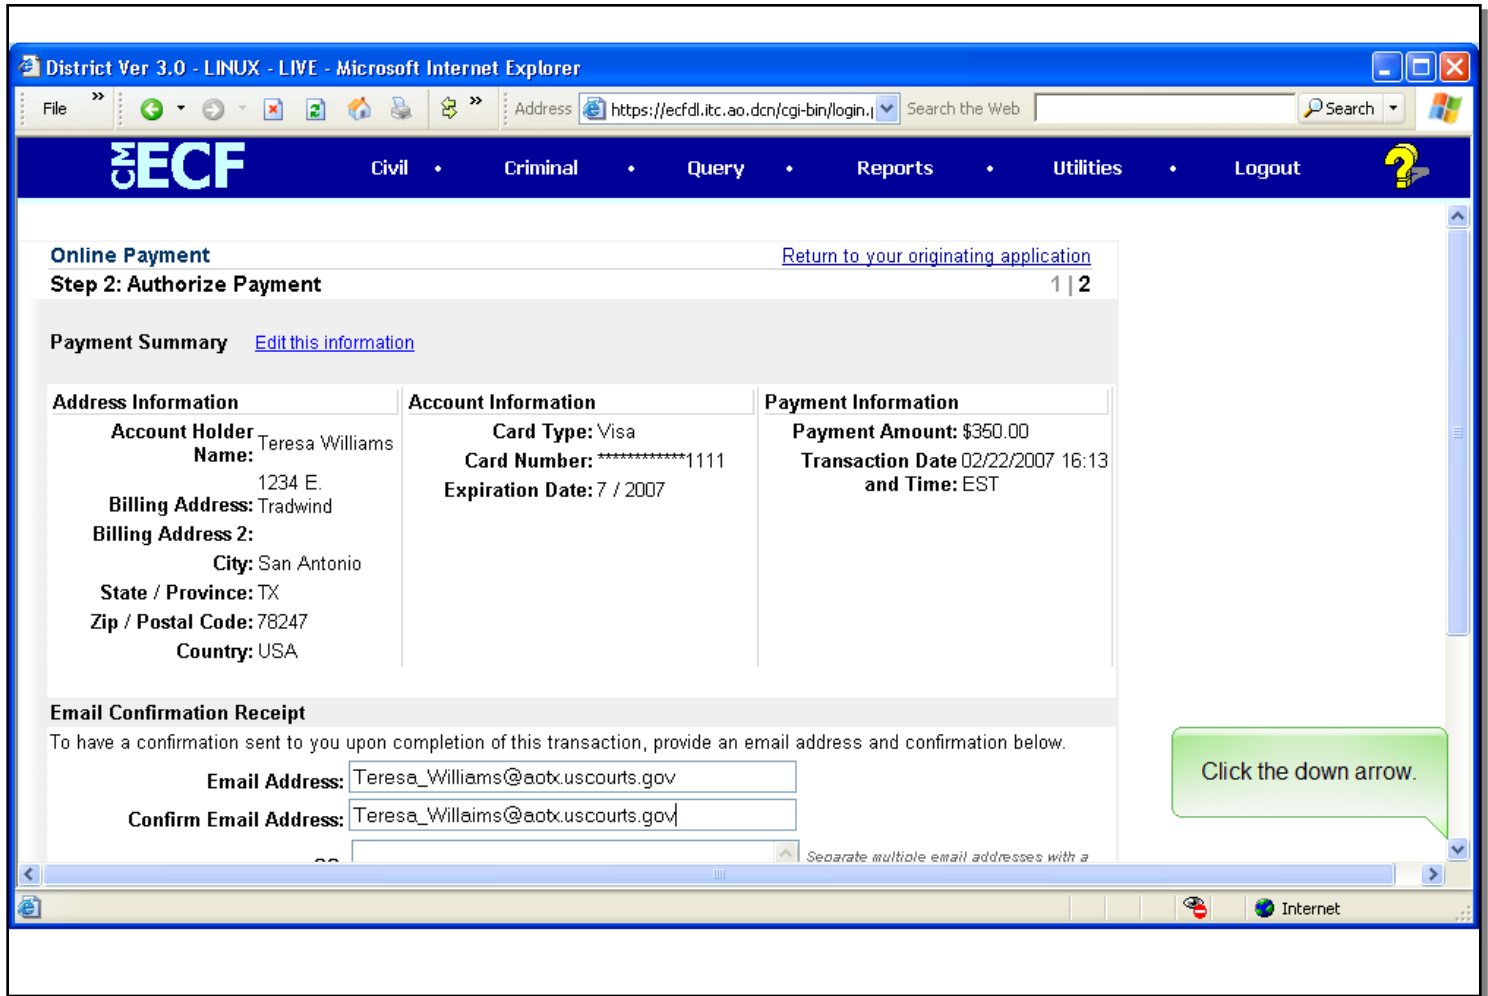 District Ver 3.0 - LINUX - LIVE - Microsoft Internet Explorer
File » » Address https://ecfdl.itc.ao.dcn/cgi-bin/login. Search the Web Search
CM ECF Civil • Criminal • Query • Reports • Utilities • Logout ?
Online Payment Return to your originating application
Step 2: Authorize Payment 1 | 2
Payment Summary Edit this information
Address Information
Account Holder Name: Teresa Williams
Billing Address: 1234 E. Tradwind
Billing Address 2:
City: San Antonio
State / Province: TX
Zip / Postal Code: 78247
Country: USA
Account Information
Card Type: Visa
Card Number: ************1111
Expiration Date: 7 / 2007
Payment Information
Payment Amount: $350.00
Transaction Date and Time: 02/22/2007 16:13 EST
Email Confirmation Receipt
To have a confirmation sent to you upon completion of this transaction, provide an email address and confirmation below.
Email Address: Teresa_Williams@aotx.uscourts.gov
Confirm Email Address: Teresa_Willaims@aotx.uscourts.gov
Separate multiple email addresses with a
Click the down arrow.
Internet